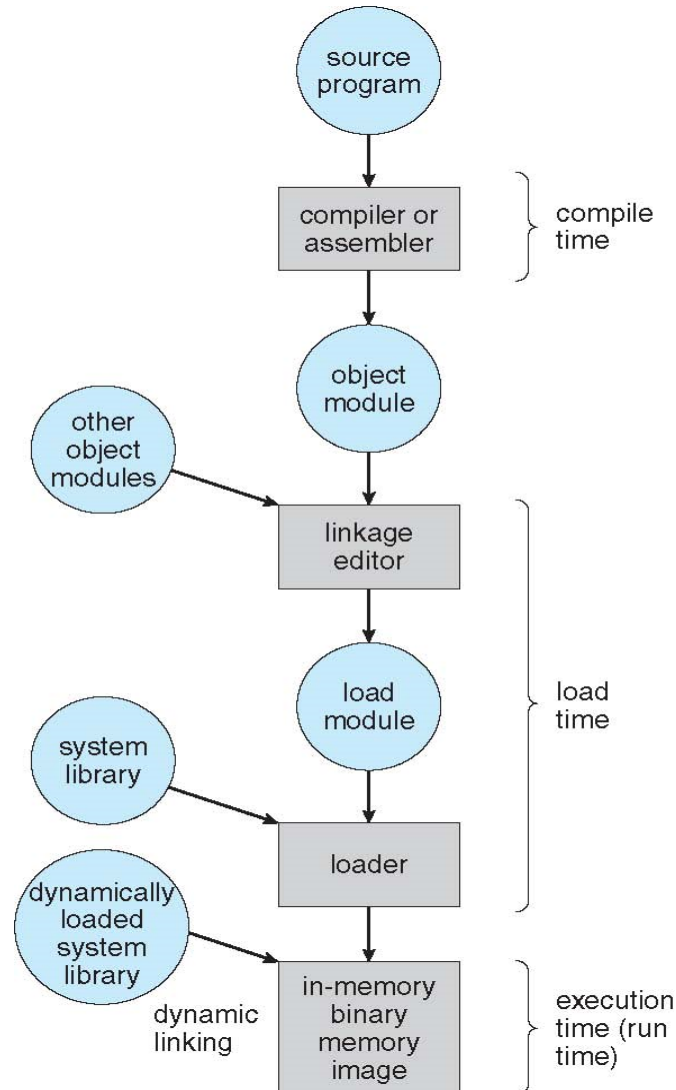 source
program
compiler or
assembler
compile
time
object
module
other
object
modules
linkage
editor
load
module
load
time
system
library
loader
dynamically
loaded
system
library
dynamic
linking
in-memory
binary
memory
image
execution
time (run
time)